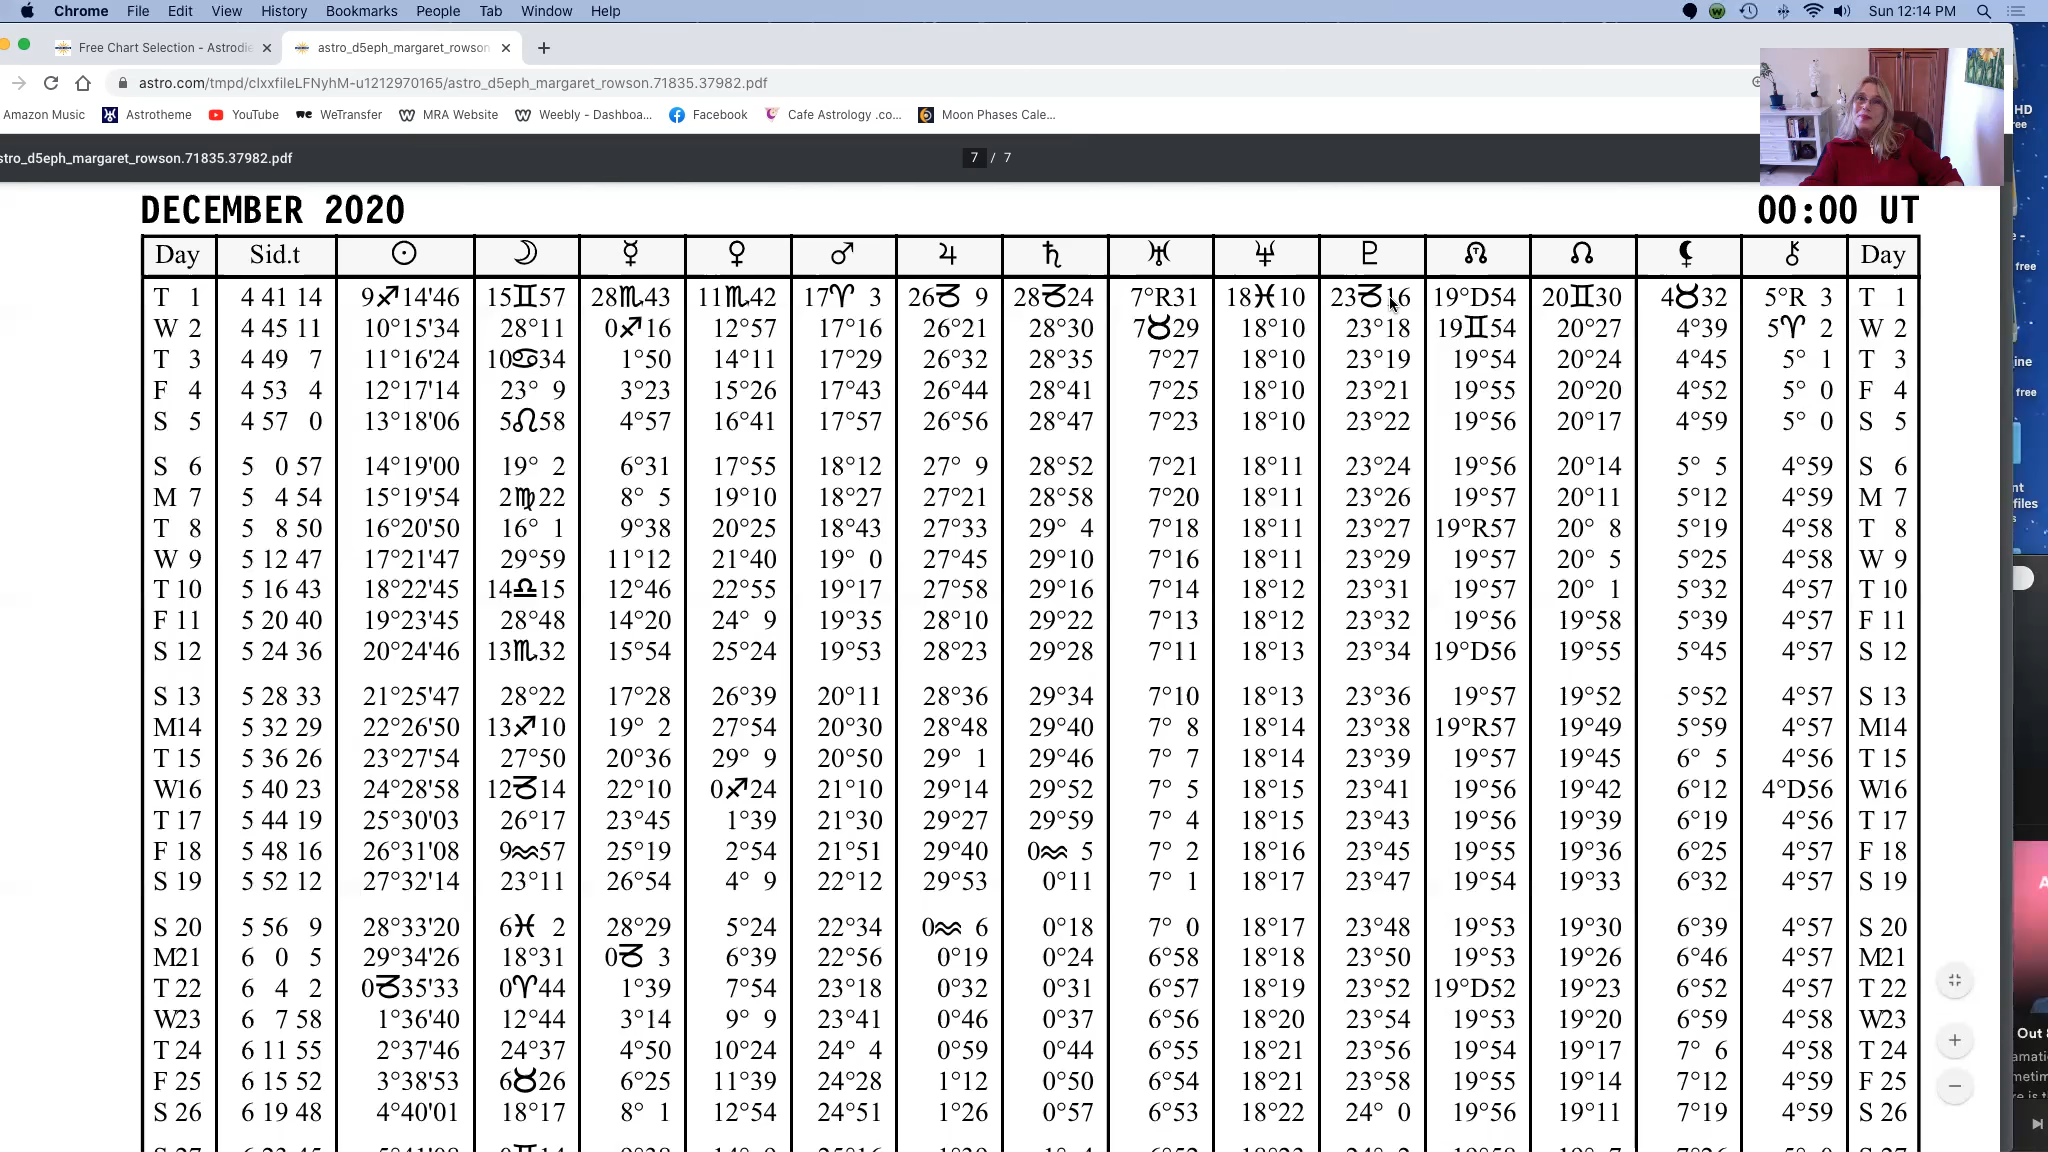 Chrome File Edit View History Bookmarks People Tab Window Help Sun 12:14 PM
Free Chart Selection - Astrodie astro_d5eph_margaret_rowson
astro.com/tmpd/clxxfileLFNyhM-u1212970165/astro_d5eph_margaret_rowson.71835.37982.pdf
Amazon Music Astrotheme YouTube WeTransfer MRA Website Weebly - Dashboa... Facebook Cafe Astrology .co... Moon Phases Cale...
stro_d5eph_margaret_rowson.71835.37982.pdf 7 / 7
DECEMBER 2020 00:00 UT
Day Sid.t ☉ ☽ ☿ ♀ ♂ ♃ ♄ ♅ ♆ ♇ ☊ ☊ ⚸ ⚷ Day
T 1 4 41 14 9♐14'46 15♊57 28♏43 11♏42 17♈ 3 26♑ 9 28♑24 7°R31 18♓10 23♑16 19°D54 20♊30 4♉32 5°R 3 T 1
W 2 4 45 11 10°15'34 28°11 0♐16 12°57 17°16 26°21 28°30 7♉29 18°10 23°18 19♊54 20°27 4°39 5♈ 2 W 2
T 3 4 49 7 11°16'24 10♋34 1°50 14°11 17°29 26°32 28°35 7°27 18°10 23°19 19°54 20°24 4°45 5° 1 T 3
F 4 4 53 4 12°17'14 23° 9 3°23 15°26 17°43 26°44 28°41 7°25 18°10 23°21 19°55 20°20 4°52 5° 0 F 4
S 5 4 57 0 13°18'06 5♌58 4°57 16°41 17°57 26°56 28°47 7°23 18°10 23°22 19°56 20°17 4°59 5° 0 S 5
S 6 5 0 57 14°19'00 19° 2 6°31 17°55 18°12 27° 9 28°52 7°21 18°11 23°24 19°56 20°14 5° 5 4°59 S 6
M 7 5 4 54 15°19'54 2♍22 8° 5 19°10 18°27 27°21 28°58 7°20 18°11 23°26 19°57 20°11 5°12 4°59 M 7
T 8 5 8 50 16°20'50 16° 1 9°38 20°25 18°43 27°33 29° 4 7°18 18°11 23°27 19°R57 20° 8 5°19 4°58 T 8
W 9 5 12 47 17°21'47 29°59 11°12 21°40 19° 0 27°45 29°10 7°16 18°11 23°29 19°57 20° 5 5°25 4°58 W 9
T 10 5 16 43 18°22'45 14♎15 12°46 22°55 19°17 27°58 29°16 7°14 18°12 23°31 19°57 20° 1 5°32 4°57 T 10
F 11 5 20 40 19°23'45 28°48 14°20 24° 9 19°35 28°10 29°22 7°13 18°12 23°32 19°56 19°58 5°39 4°57 F 11
S 12 5 24 36 20°24'46 13♏32 15°54 25°24 19°53 28°23 29°28 7°11 18°13 23°34 19°D56 19°55 5°45 4°57 S 12
S 13 5 28 33 21°25'47 28°22 17°28 26°39 20°11 28°36 29°34 7°10 18°13 23°36 19°57 19°52 5°52 4°57 S 13
M14 5 32 29 22°26'50 13♐10 19° 2 27°54 20°30 28°48 29°40 7° 8 18°14 23°38 19°R57 19°49 5°59 4°57 M14
T 15 5 36 26 23°27'54 27°50 20°36 29° 9 20°50 29° 1 29°46 7° 7 18°14 23°39 19°57 19°45 6° 5 4°56 T 15
W16 5 40 23 24°28'58 12♑14 22°10 0♐24 21°10 29°14 29°52 7° 5 18°15 23°41 19°56 19°42 6°12 4°D56 W16
T 17 5 44 19 25°30'03 26°17 23°45 1°39 21°30 29°27 29°59 7° 4 18°15 23°43 19°56 19°39 6°19 4°56 T 17
F 18 5 48 16 26°31'08 9♒57 25°19 2°54 21°51 29°40 0♒ 5 7° 2 18°16 23°45 19°55 19°36 6°25 4°57 F 18
S 19 5 52 12 27°32'14 23°11 26°54 4° 9 22°12 29°53 0°11 7° 1 18°17 23°47 19°54 19°33 6°32 4°57 S 19
S 20 5 56 9 28°33'20 6♓ 2 28°29 5°24 22°34 0♒ 6 0°18 7° 0 18°17 23°48 19°53 19°30 6°39 4°57 S 20
M21 6 0 5 29°34'26 18°31 0♑ 3 6°39 22°56 0°19 0°24 6°58 18°18 23°50 19°53 19°26 6°46 4°57 M21
T 22 6 4 2 0♑35'33 0♈44 1°39 7°54 23°18 0°32 0°31 6°57 18°19 23°52 19°D52 19°23 6°52 4°57 T 22
W23 6 7 58 1°36'40 12°44 3°14 9° 9 23°41 0°46 0°37 6°56 18°20 23°54 19°53 19°20 6°59 4°58 W23
T 24 6 11 55 2°37'46 24°37 4°50 10°24 24° 4 0°59 0°44 6°55 18°21 23°56 19°54 19°17 7° 6 4°58 T 24
F 25 6 15 52 3°38'53 6♉26 6°25 11°39 24°28 1°12 0°50 6°54 18°21 23°58 19°55 19°14 7°12 4°59 F 25
S 26 6 19 48 4°40'01 18°17 8° 1 12°54 24°51 1°26 0°57 6°53 18°22 24° 0 19°56 19°11 7°19 4°59 S 26